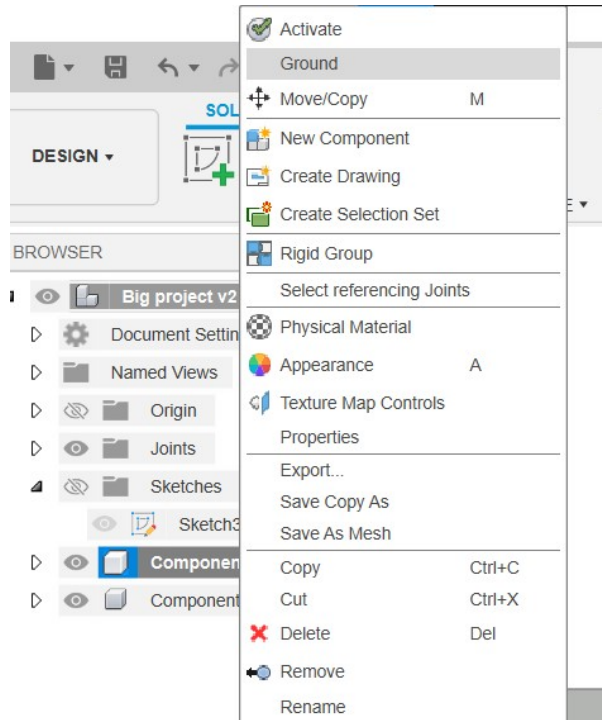 Activate
Ground
Move/Copy M
SOL
New Component
DESIGN
Create Drawing
Create Selection Set
E
BROWSER
Rigid Group
Big project v2
Select referencing Joints
Document Settin
Physical Material
Named Views
Appearance A
Origin
Texture Map Controls
Joints
Properties
Sketches
Export...
Save Copy As
Sketch3
Save As Mesh
Componen
Copy Ctrl+C
Component
Cut Ctrl+X
Delete Del
Remove
Rename